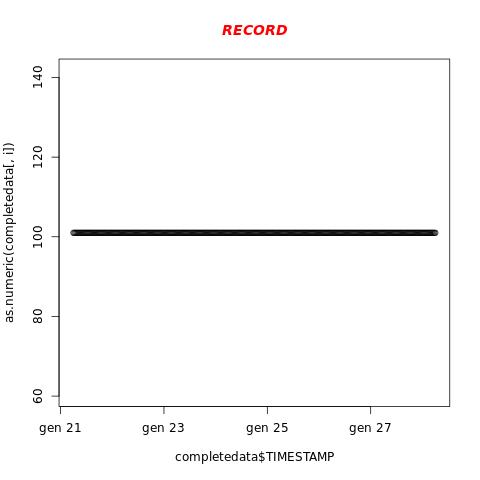 RECORD
140
120
100
80
60
as.numeric(completedata[, i])
gen 21 gen 23 gen 25 gen 27
completedata$TIMESTAMP